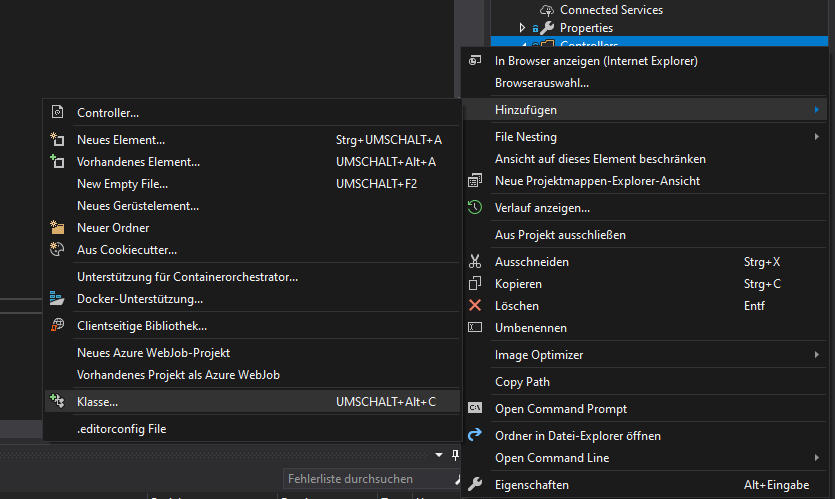 Connected Services
Properties
Controllers
In Browser anzeigen (Internet Explorer)
Browserauswahl...
Hinzufügen
File Nesting
Ansicht auf dieses Element beschränken
Neue Projektmappen-Explorer-Ansicht
Verlauf anzeigen...
Aus Projekt ausschließen
Ausschneiden Strg+X
Kopieren Strg+C
Löschen Entf
Umbenennen
Image Optimizer
Copy Path
Open Command Prompt
Ordner in Datei-Explorer öffnen
Open Command Line
Eigenschaften Alt+Eingabe
Controller...
Neues Element... Strg+UMSCHALT+A
Vorhandenes Element... UMSCHALT+Alt+A
New Empty File... UMSCHALT+F2
Neues Gerüstelement...
Neuer Ordner
Aus Cookiecutter...
Unterstützung für Containerorchestrator...
Docker-Unterstützung...
Clientseitige Bibliothek...
Neues Azure WebJob-Projekt
Vorhandenes Projekt als Azure WebJob
Klasse... UMSCHALT+Alt+C
.editorconfig File
Fehlerliste durchsuchen